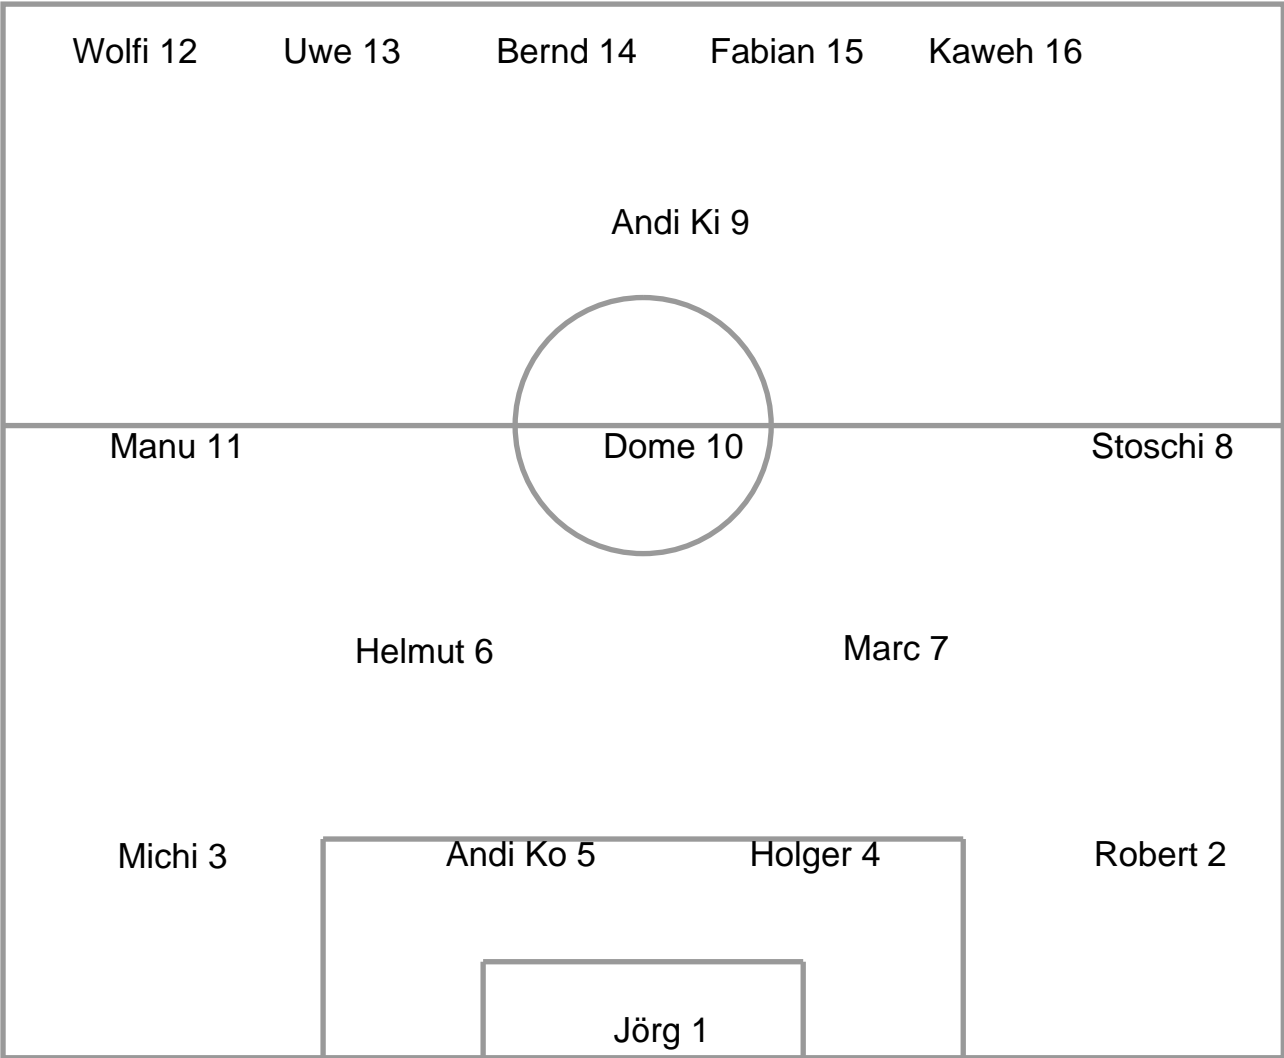 Wolfi 12 Uwe 13 Bernd 14 Fabian 15 Kaweh 16
Andi Ki 9
Manu 11 Dome 10 Stoschi 8
Helmut 6 Marc 7
Michi 3 Andi Ko 5 Holger 4 Robert 2
Jörg 1